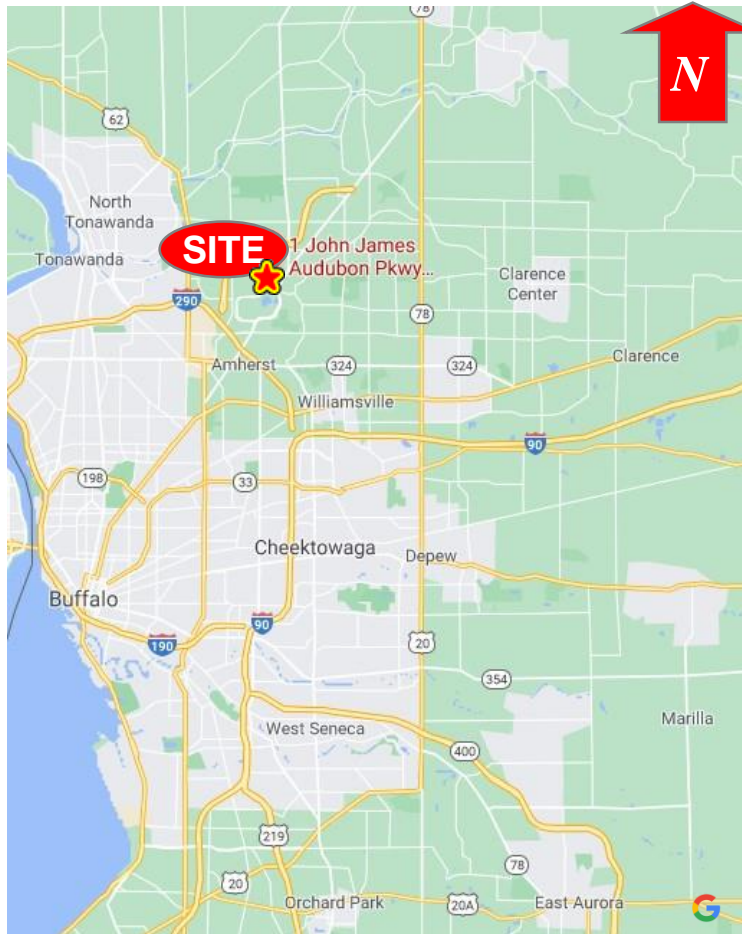 78
N
62
North
Tonawanda
SITE
1 John James
Audubon Pkwy...
Tonawanda
Clarence
Center
290
78
Clarence
Amherst
324
324
Williamsville
90
198
33
Cheektowaga
Depew
Buffalo
90
190
20
354
Marilla
West Seneca
400
219
78
20
Orchard Park
20A
East Aurora
G